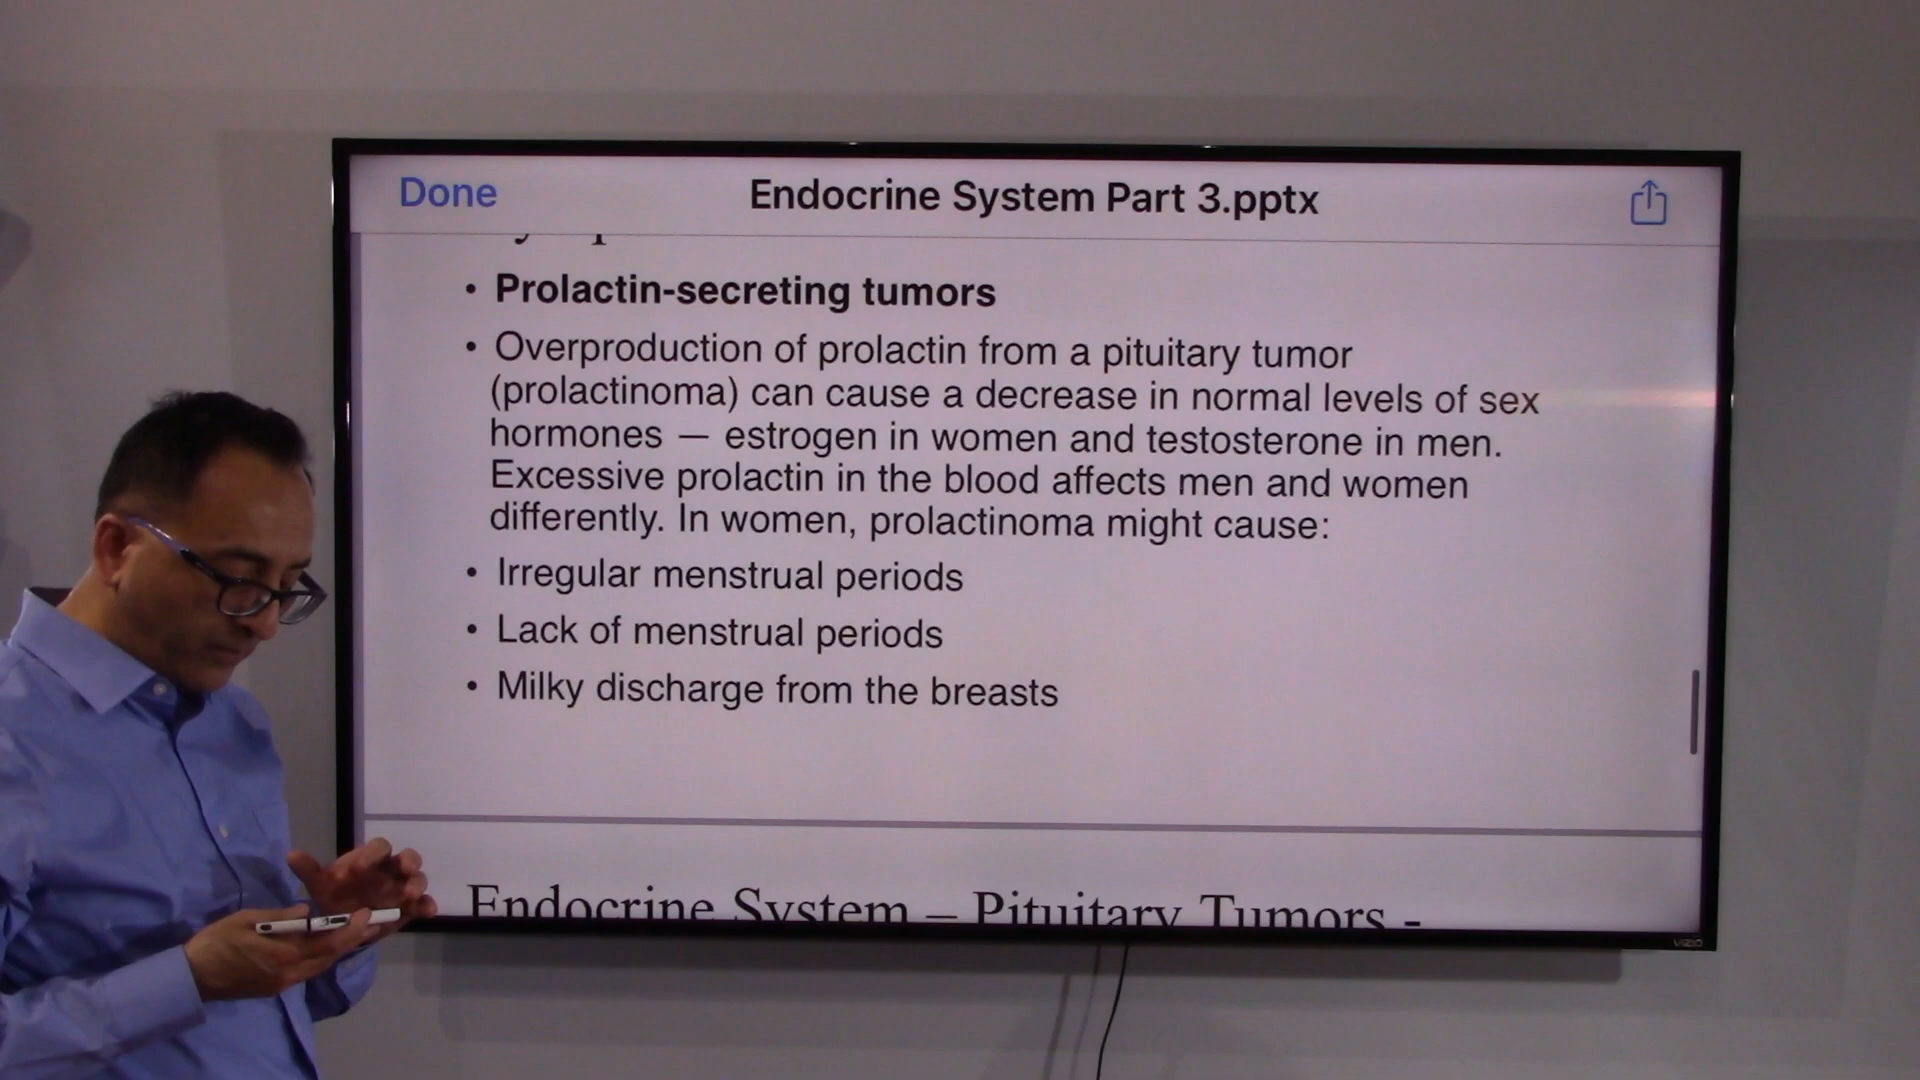 Done
Endocrine System Part 3.pptx
• Prolactin-secreting tumors
• Overproduction of prolactin from a pituitary tumor
(prolactinoma) can cause a decrease in normal levels of sex
hormones — estrogen in women and testosterone in men.
Excessive prolactin in the blood affects men and women
differently. In women, prolactinoma might cause:
• Irregular menstrual periods
• Lack of menstrual periods
• Milky discharge from the breasts
Endocrine System – Pituitary Tumors -
VIZIO